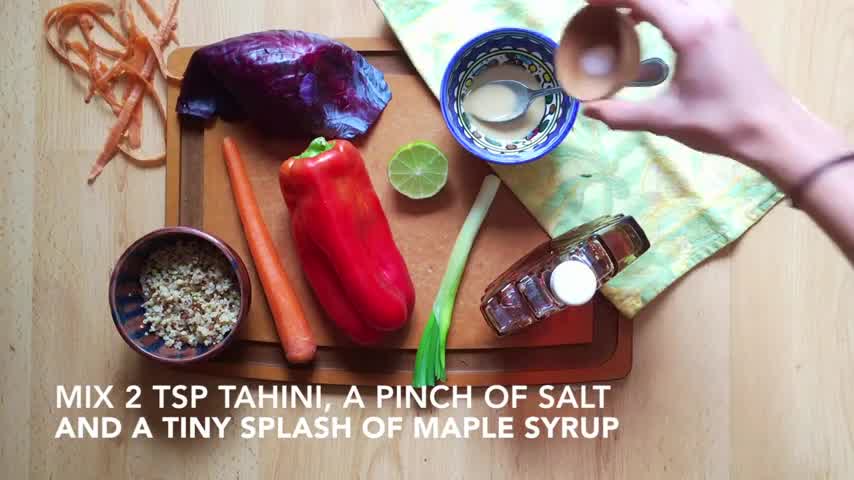 MIX 2 TSP TAHINI, A PINCH OF SALT
AND A TINY SPLASH OF MAPLE SYRUP